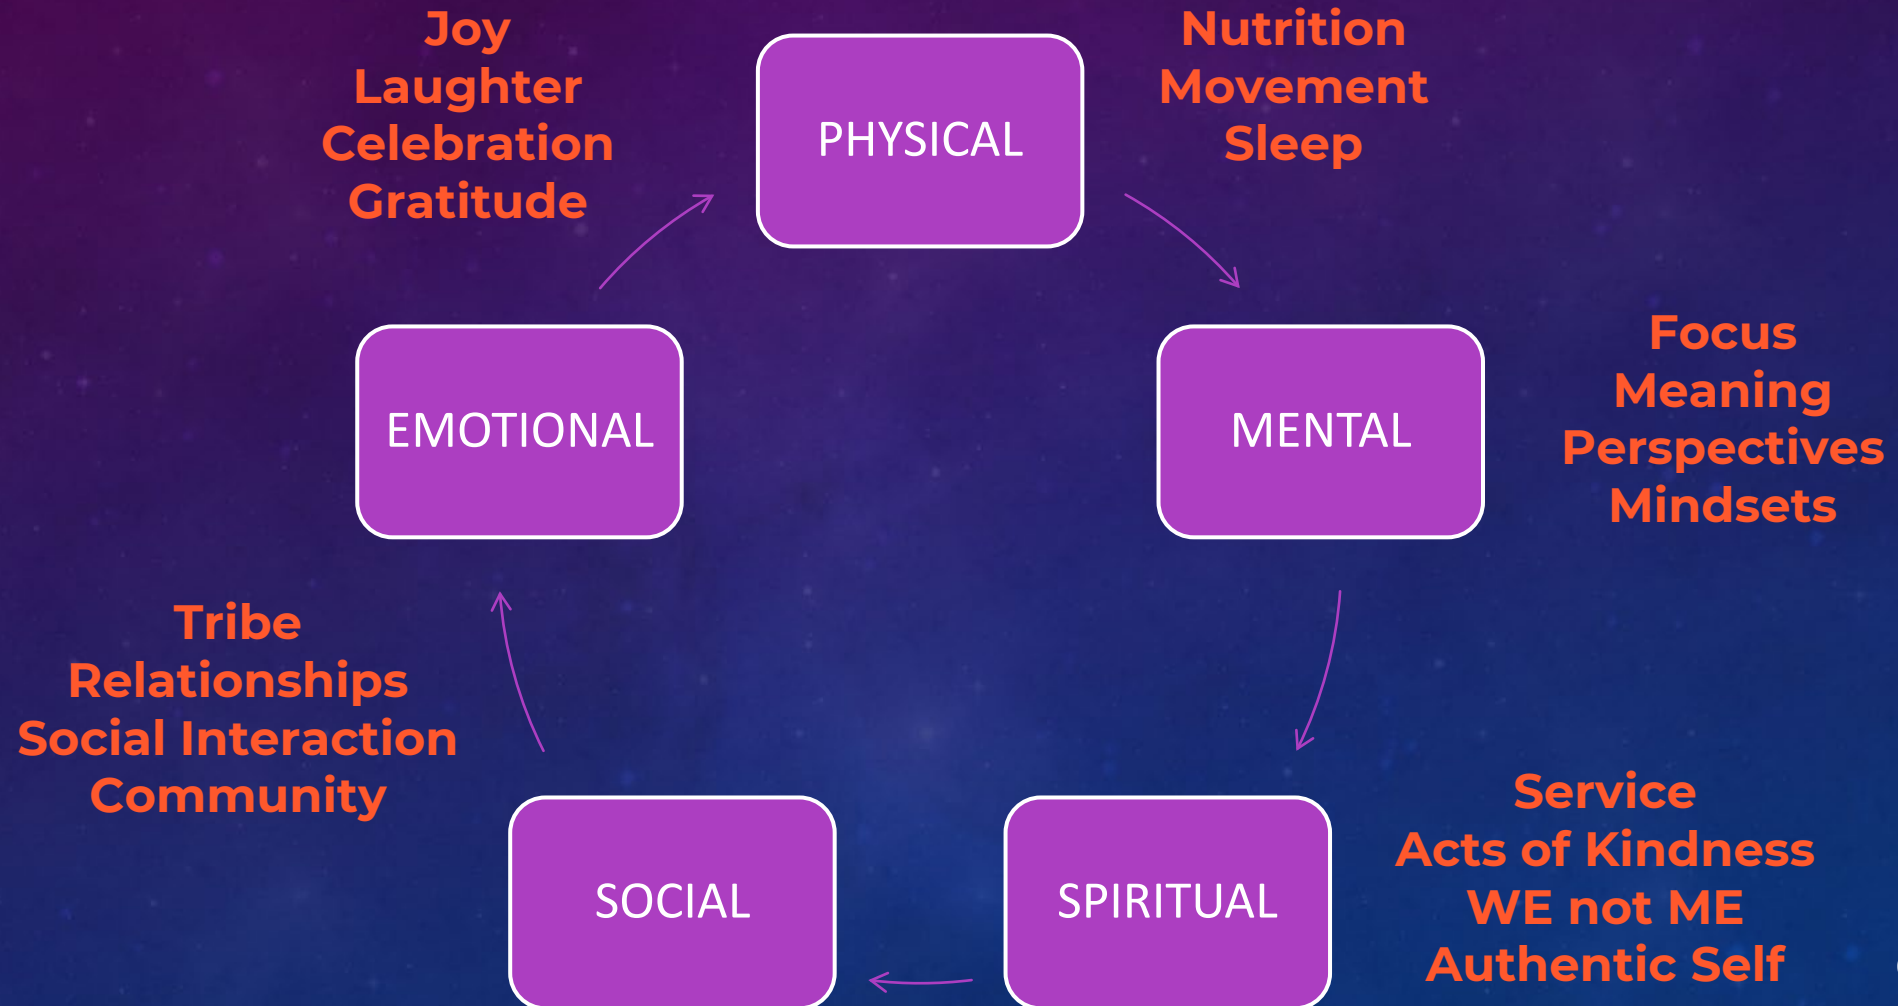 Joy
Laughter
Celebration
Gratitude
PHYSICAL
Nutrition
Movement
Sleep
EMOTIONAL
MENTAL
Focus
Meaning
Perspectives
Mindsets
Tribe
Relationships
Social Interaction
Community
SOCIAL
SPIRITUAL
Service
Acts of Kindness
WE not ME
Authentic Self